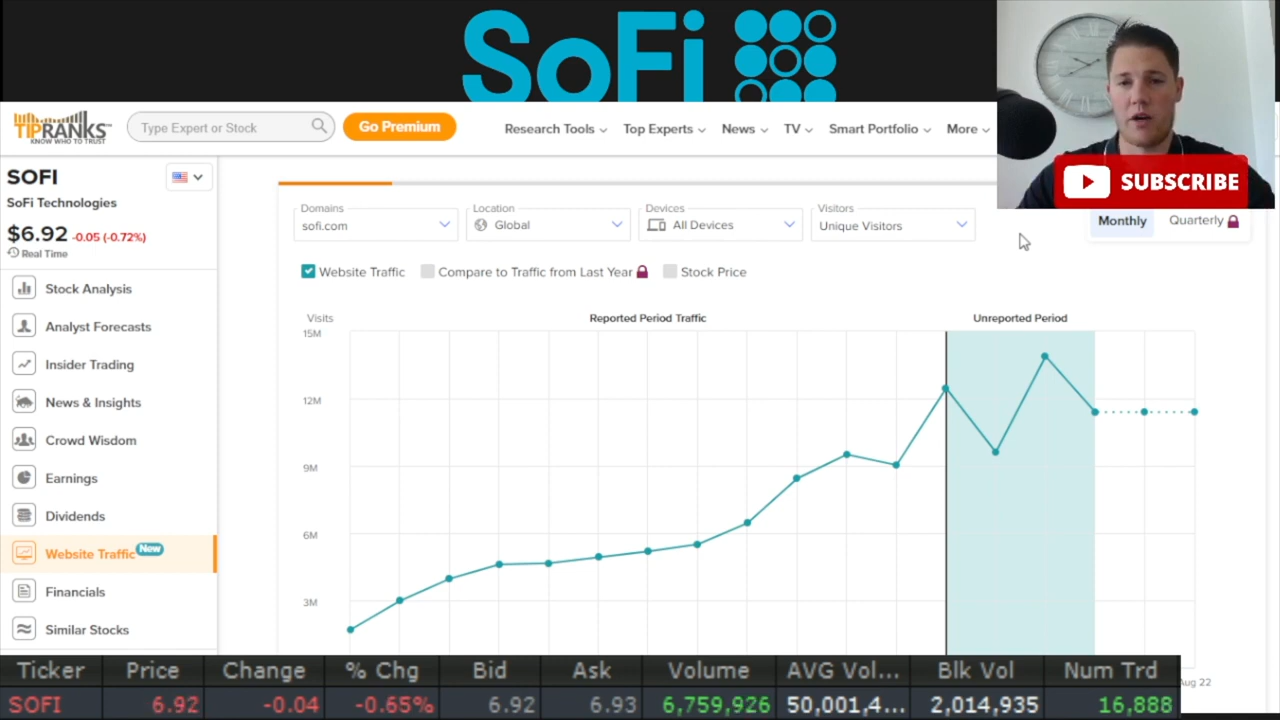 SoFi
TIPRANKS
KNOW WHO TO TRUST
Type Expert or Stock
Go Premium
Research Tools
Top Experts
News
TV
Smart Portfolio
More
SUBSCRIBE
SOFI
SoFi Technologies
$6.92 -0.05 (-0.72%)
Real Time
Stock Analysis
Analyst Forecasts
Insider Trading
News & Insights
Crowd Wisdom
Earnings
Dividends
Website Traffic New
Financials
Similar Stocks
Domains
sofi.com
Location
Global
Devices
All Devices
Visitors
Unique Visitors
Monthly Quarterly
Website Traffic Compare to Traffic from Last Year Stock Price
Visits
Reported Period Traffic
Unreported Period
15M
12M
9M
6M
3M
Aug 22
Ticker Price Change % Chg Bid Ask Volume AVG Vol... Blk Vol Num Trd
SOFI 6.92 -0.04 -0.65% 6.92 6.93 6,759,926 50,001,4... 2,014,935 16,888